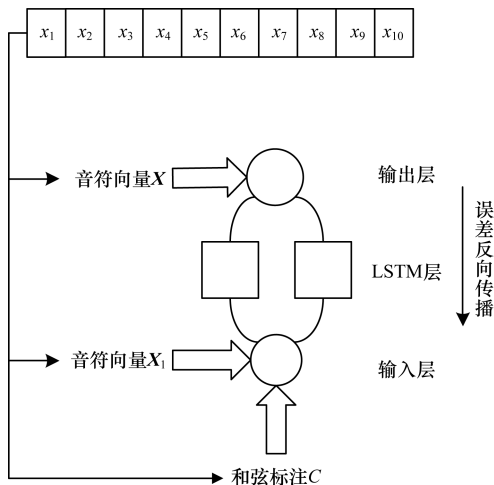 x1 x2 x3 x4 x5 x6 x7 x8 x9 x10
音符向量X
输出层
误差反向传播
LSTM层
音符向量X1
输入层
和弦标注C